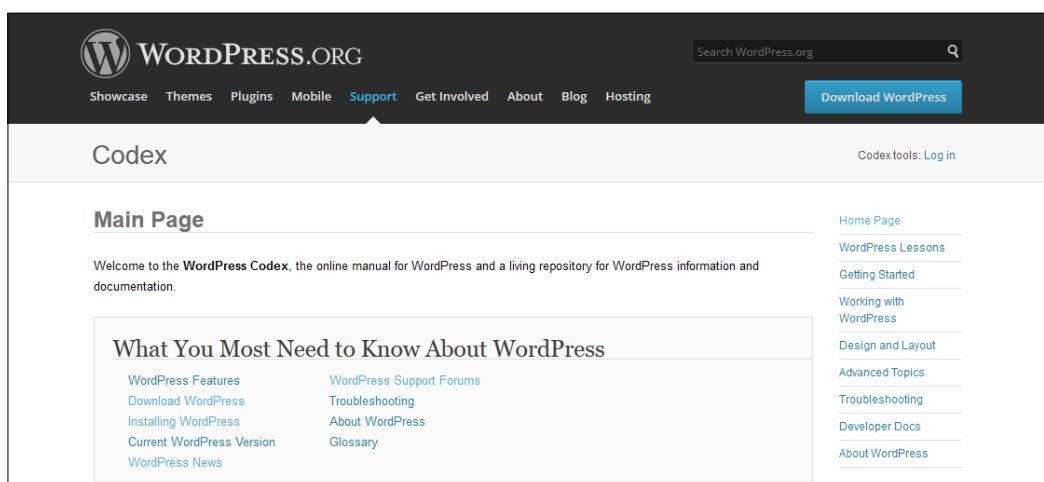 WORDPRESS.ORG
Search WordPress.org
Showcase Themes Plugins Mobile Support Get Involved About Blog Hosting
Download WordPress
Codex
Codex tools: Log in
Main Page
Welcome to the WordPress Codex, the online manual for WordPress and a living repository for WordPress information and
documentation.
What You Most Need to Know About WordPress
WordPress Features
Download WordPress
Installing WordPress
Current WordPress Version
WordPress News
WordPress Support Forums
Troubleshooting
About WordPress
Glossary
Home Page
WordPress Lessons
Getting Started
Working with
WordPress
Design and Layout
Advanced Topics
Troubleshooting
Developer Docs
About WordPress